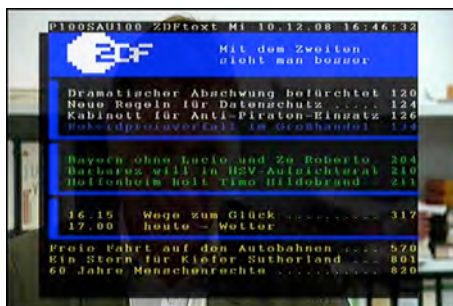 P100SAU100 ZDFtext Mi 10.12.08 16:46:32
ZDF
Mit dem Zweiten
sieht man besser
Dramatischer Abschwung befürchtet 120
Neue Regeln für Datenschutz ..... 124
Kabinett für Anti-Piraten-Einsatz 126
im Großhandel 134
Bayern ohne Lucio und Ze Roberto. 204
Barbarez will in HSV-Aufsichtsrat 210
Hoffenheim holt Timo Hildebrand 211
16.15 Wege zum Glück .......... 317
17.00 heute - Wetter
Freie Fahrt auf den Autobahnen .... 570
Ein Stern für Kiefer Sutherland ... 801
60 Jahre Menschenrechte ........... 820